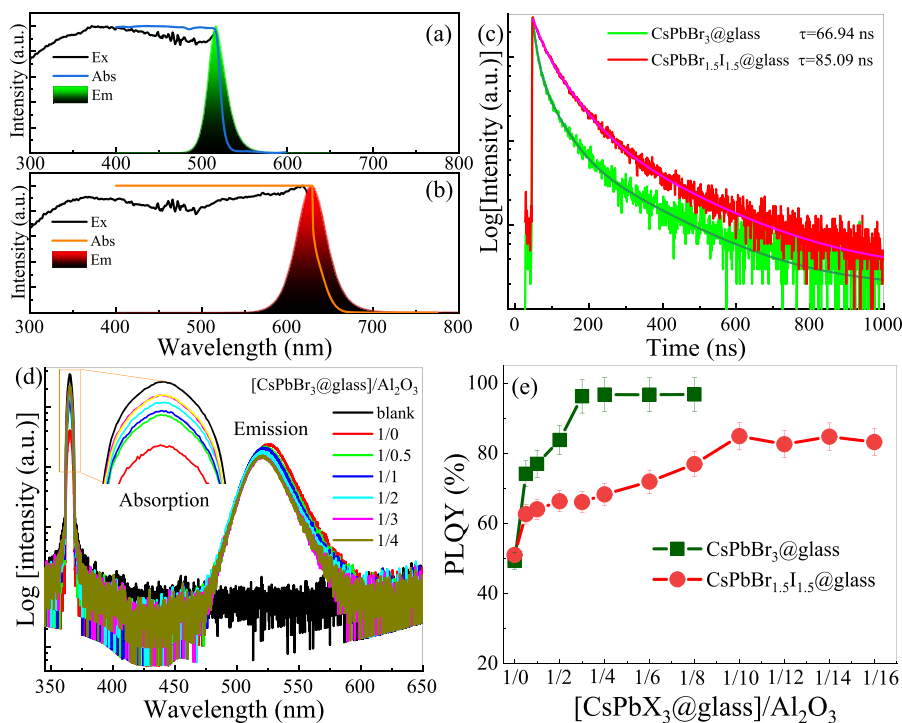 (a)
Ex
Abs
Em
Intensity (a.u.)
300 400 500 600 700 800
(b)
Ex
Abs
Em
Intensity (a.u.)
300 400 500 600 700 800
Wavelength (nm)
(c)
CsPbBr₃@glass τ=66.94 ns
CsPbBr₁.₅I₁.₅@glass τ=85.09 ns
Log[Intensity (a.u.)]
0 200 400 600 800 1000
Time (ns)
(d)
[CsPbBr₃@glass]/Al₂O₃
blank
1/0
1/0.5
1/1
1/2
1/3
1/4
Emission
Absorption
Log [intensity (a.u.)]
350 400 450 500 550 600 650
Wavelength (nm)
(e)
100
80
60
40
20
PLQY (%)
CsPbBr₃@glass
CsPbBr₁.₅I₁.₅@glass
1/0 1/2 1/4 1/6 1/8 1/10 1/12 1/14 1/16
[CsPbX₃@glass]/Al₂O₃